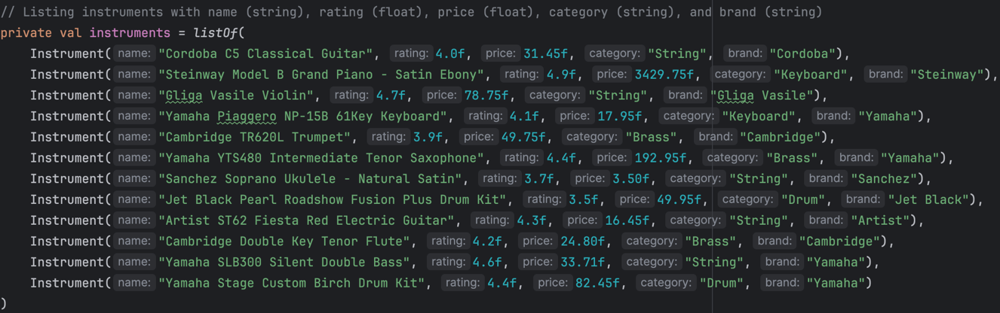 // Listing instruments with name (string), rating (float), price (float), category (string), and brand (string)
private val instruments = listOf(
Instrument( name: "Cordoba C5 Classical Guitar", rating: 4.0f, price: 31.45f, category: "String", brand: "Cordoba"),
Instrument( name: "Steinway Model B Grand Piano - Satin Ebony", rating: 4.9f, price: 3429.75f, category: "Keyboard", brand: "Steinway"),
Instrument( name: "Gliga Vasile Violin", rating: 4.7f, price: 78.75f, category: "String", brand: "Gliga Vasile"),
Instrument( name: "Yamaha Piaggero NP-15B 61Key Keyboard", rating: 4.1f, price: 17.95f, category: "Keyboard", brand: "Yamaha"),
Instrument( name: "Cambridge TR620L Trumpet", rating: 3.9f, price: 49.75f, category: "Brass", brand: "Cambridge"),
Instrument( name: "Yamaha YTS480 Intermediate Tenor Saxophone", rating: 4.4f, price: 192.95f, category: "Brass", brand: "Yamaha"),
Instrument( name: "Sanchez Soprano Ukulele - Natural Satin", rating: 3.7f, price: 3.50f, category: "String", brand: "Sanchez"),
Instrument( name: "Jet Black Pearl Roadshow Fusion Plus Drum Kit", rating: 3.5f, price: 49.95f, category: "Drum", brand: "Jet Black"),
Instrument( name: "Artist ST62 Fiesta Red Electric Guitar", rating: 4.3f, price: 16.45f, category: "String", brand: "Artist"),
Instrument( name: "Cambridge Double Key Tenor Flute", rating: 4.2f, price: 24.80f, category: "Brass", brand: "Cambridge"),
Instrument( name: "Yamaha SLB300 Silent Double Bass", rating: 4.6f, price: 33.71f, category: "String", brand: "Yamaha"),
Instrument( name: "Yamaha Stage Custom Birch Drum Kit", rating: 4.4f, price: 82.45f, category: "Drum", brand: "Yamaha")
)